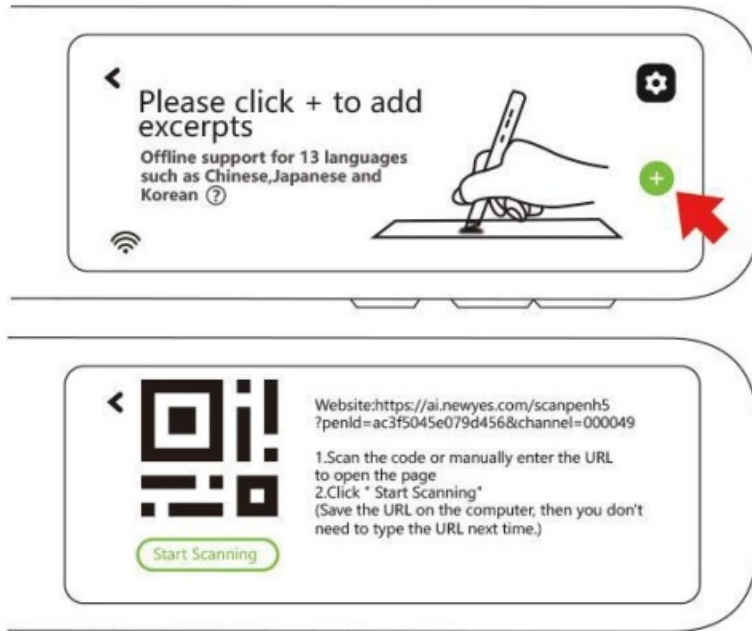 Please click + to add
excerpts
Offline support for 13 languages
such as Chinese,Japanese and
Korean ?
Website:https://ai.newyes.com/scanpenh5
?penId=ac3f5045e079d456&channel=000049
1.Scan the code or manually enter the URL
to open the page
2.Click " Start Scanning"
(Save the URL on the computer, then you don't
need to type the URL next time.)
Start Scanning